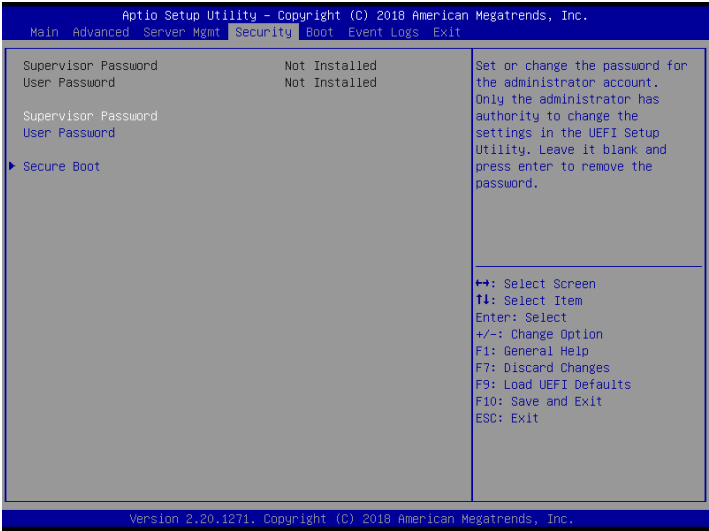 Aptio Setup Utility – Copyright (C) 2018 American Megatrends, Inc.
Main Advanced Server Mgmt Security Boot Event Logs Exit
Supervisor Password Not Installed
User Password Not Installed
Supervisor Password
User Password
Secure Boot
Set or change the password for
the administrator account.
Only the administrator has
authority to change the
settings in the UEFI Setup
Utility. Leave it blank and
press enter to remove the
password.
↔: Select Screen
↑↓: Select Item
Enter: Select
+/-: Change Option
F1: General Help
F7: Discard Changes
F9: Load UEFI Defaults
F10: Save and Exit
ESC: Exit
Version 2.20.1271. Copyright (C) 2018 American Megatrends, Inc.